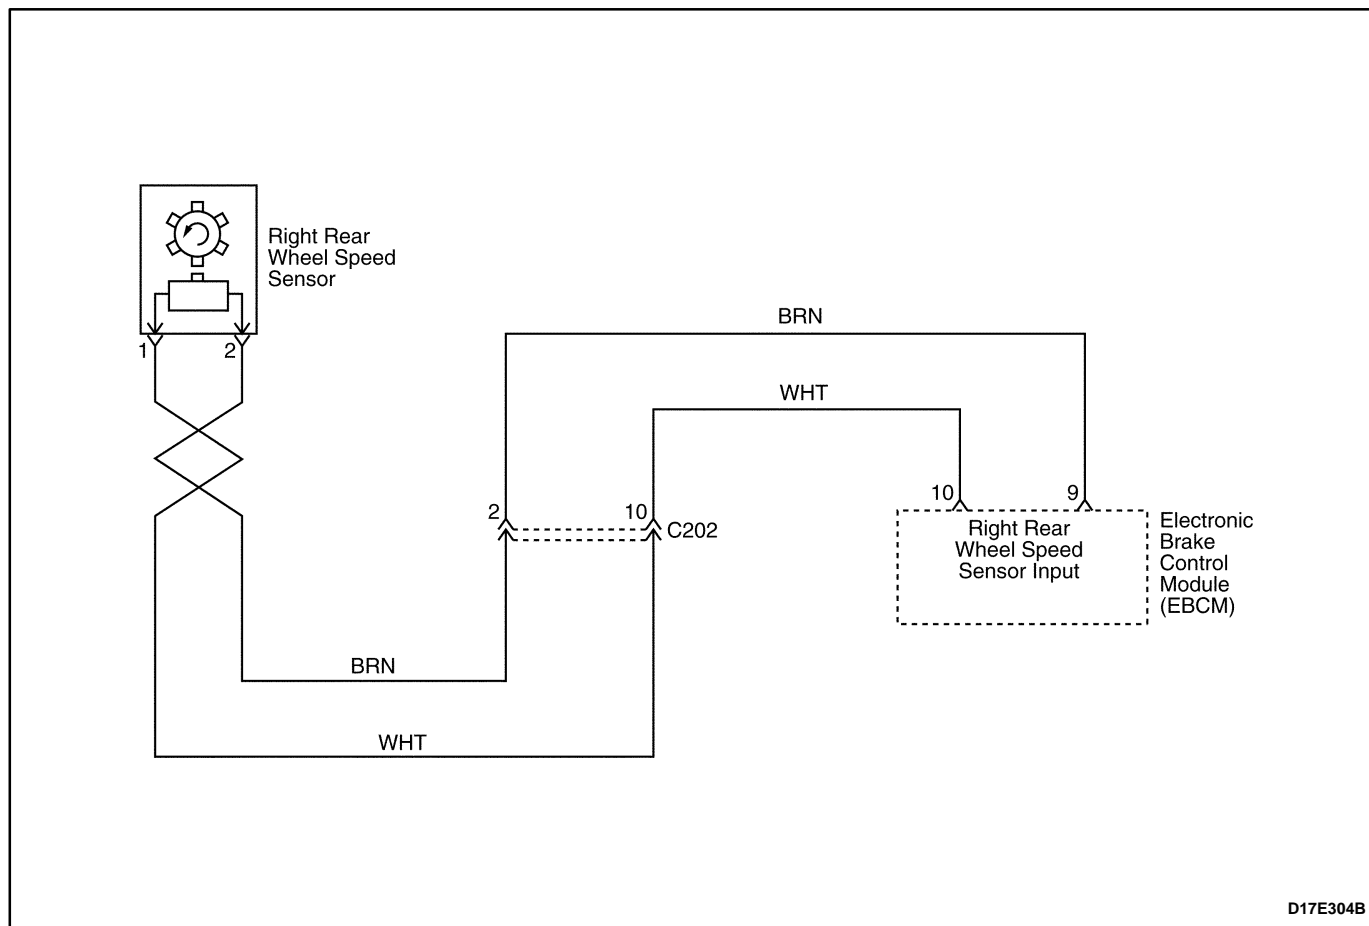 Right Rear
Wheel Speed
Sensor
1
2
BRN
WHT
2
10
C202
10
9
Right Rear
Wheel Speed
Sensor Input
Electronic
Brake
Control
Module
(EBCM)
BRN
WHT
D17E304B